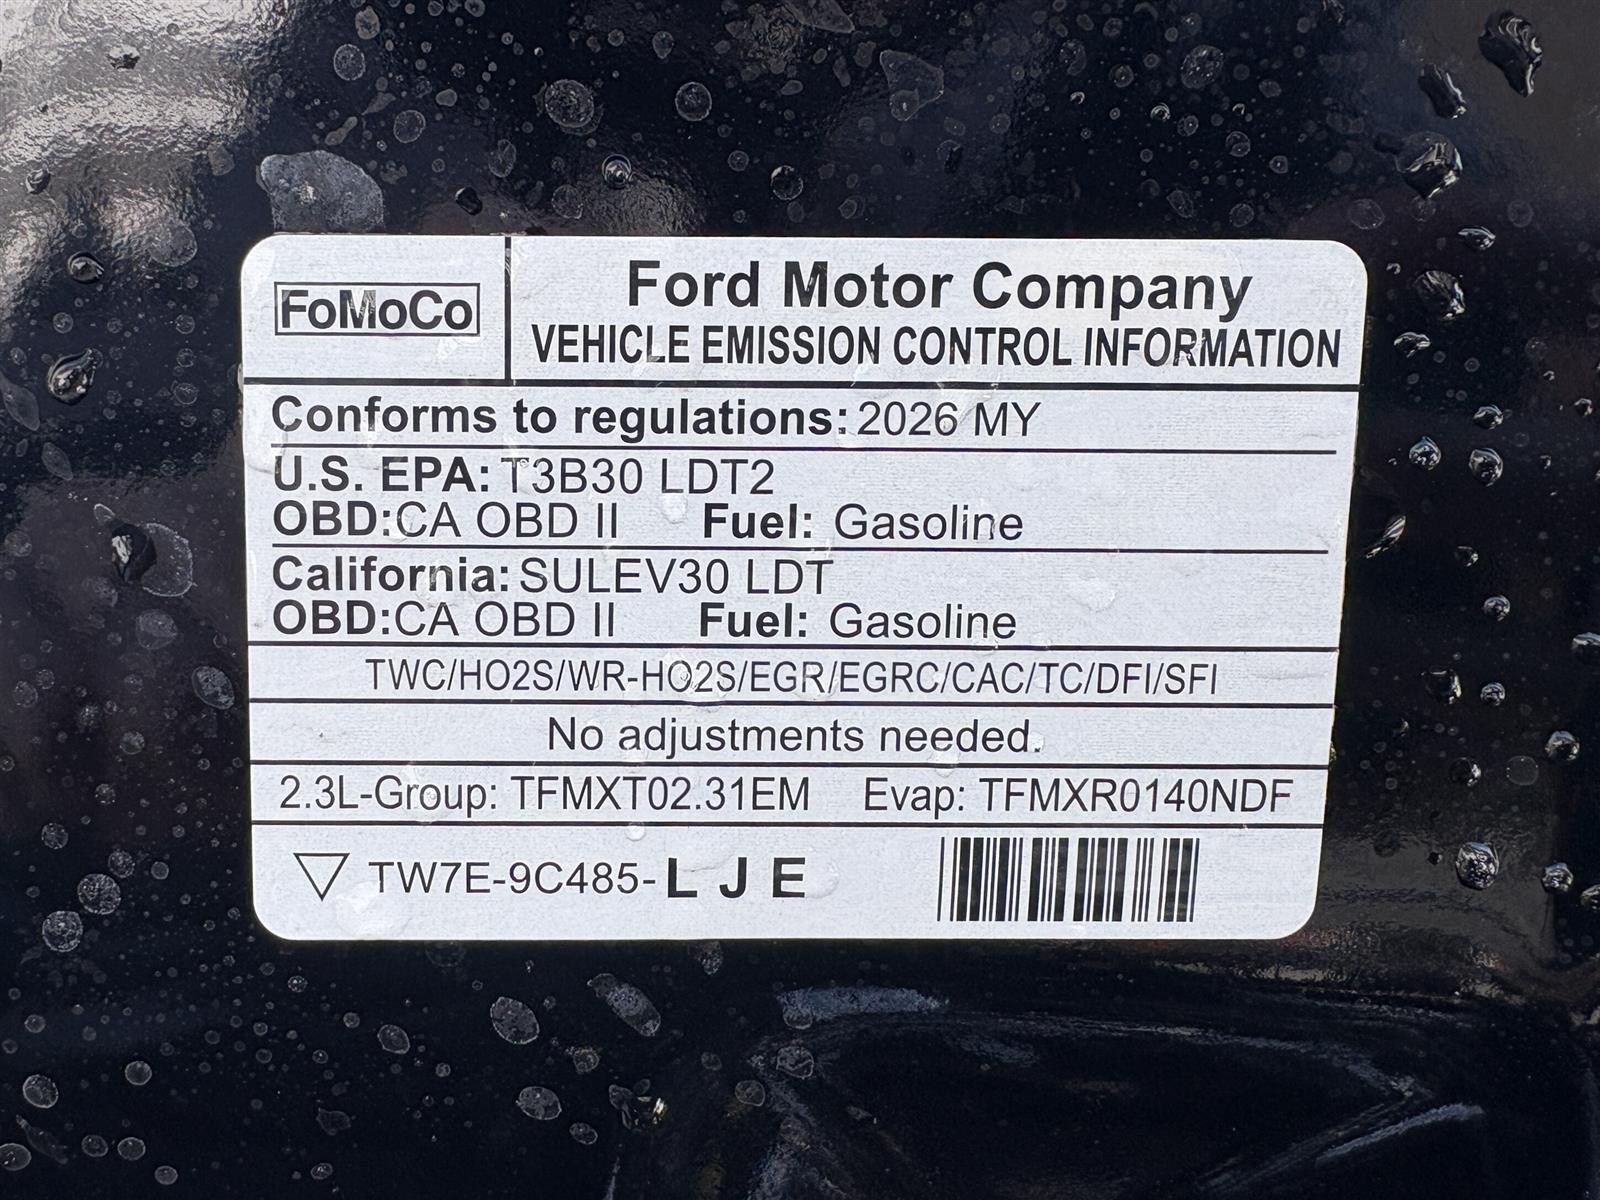 FoMoCo
Ford Motor Company
VEHICLE EMISSION CONTROL INFORMATION
Conforms to regulations: 2026 MY
U.S. EPA: T3B30 LDT2
OBD: CA OBD II Fuel: Gasoline
California: SULEV30 LDT
OBD: CA OBD II Fuel: Gasoline
TWC/HO2S/WR-HO2S/EGR/EGRC/CAC/TC/DFI/SFI
No adjustments needed.
2.3L-Group: TFMXT02.31EM Evap: TFMXR0140NDF
TW7E-9C485-L J E